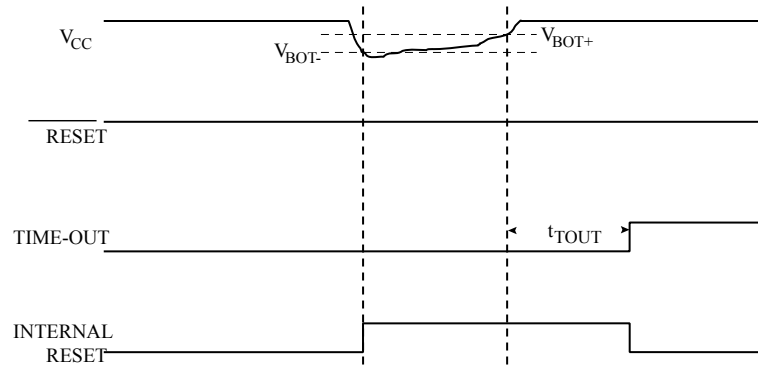 VCC
VBOT-
VBOT+
RESET
TIME-OUT
tTOUT
INTERNAL
RESET